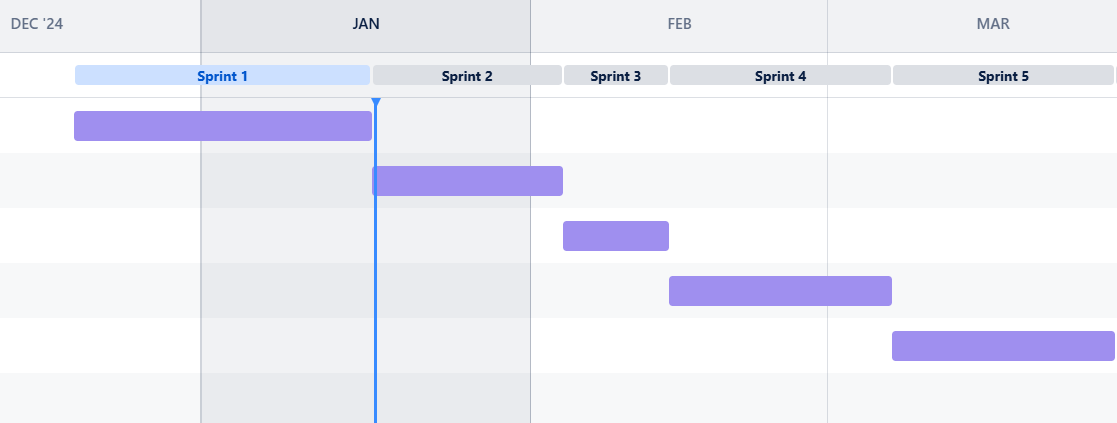 DEC '24 JAN FEB MAR
Sprint 1 Sprint 2 Sprint 3 Sprint 4 Sprint 5